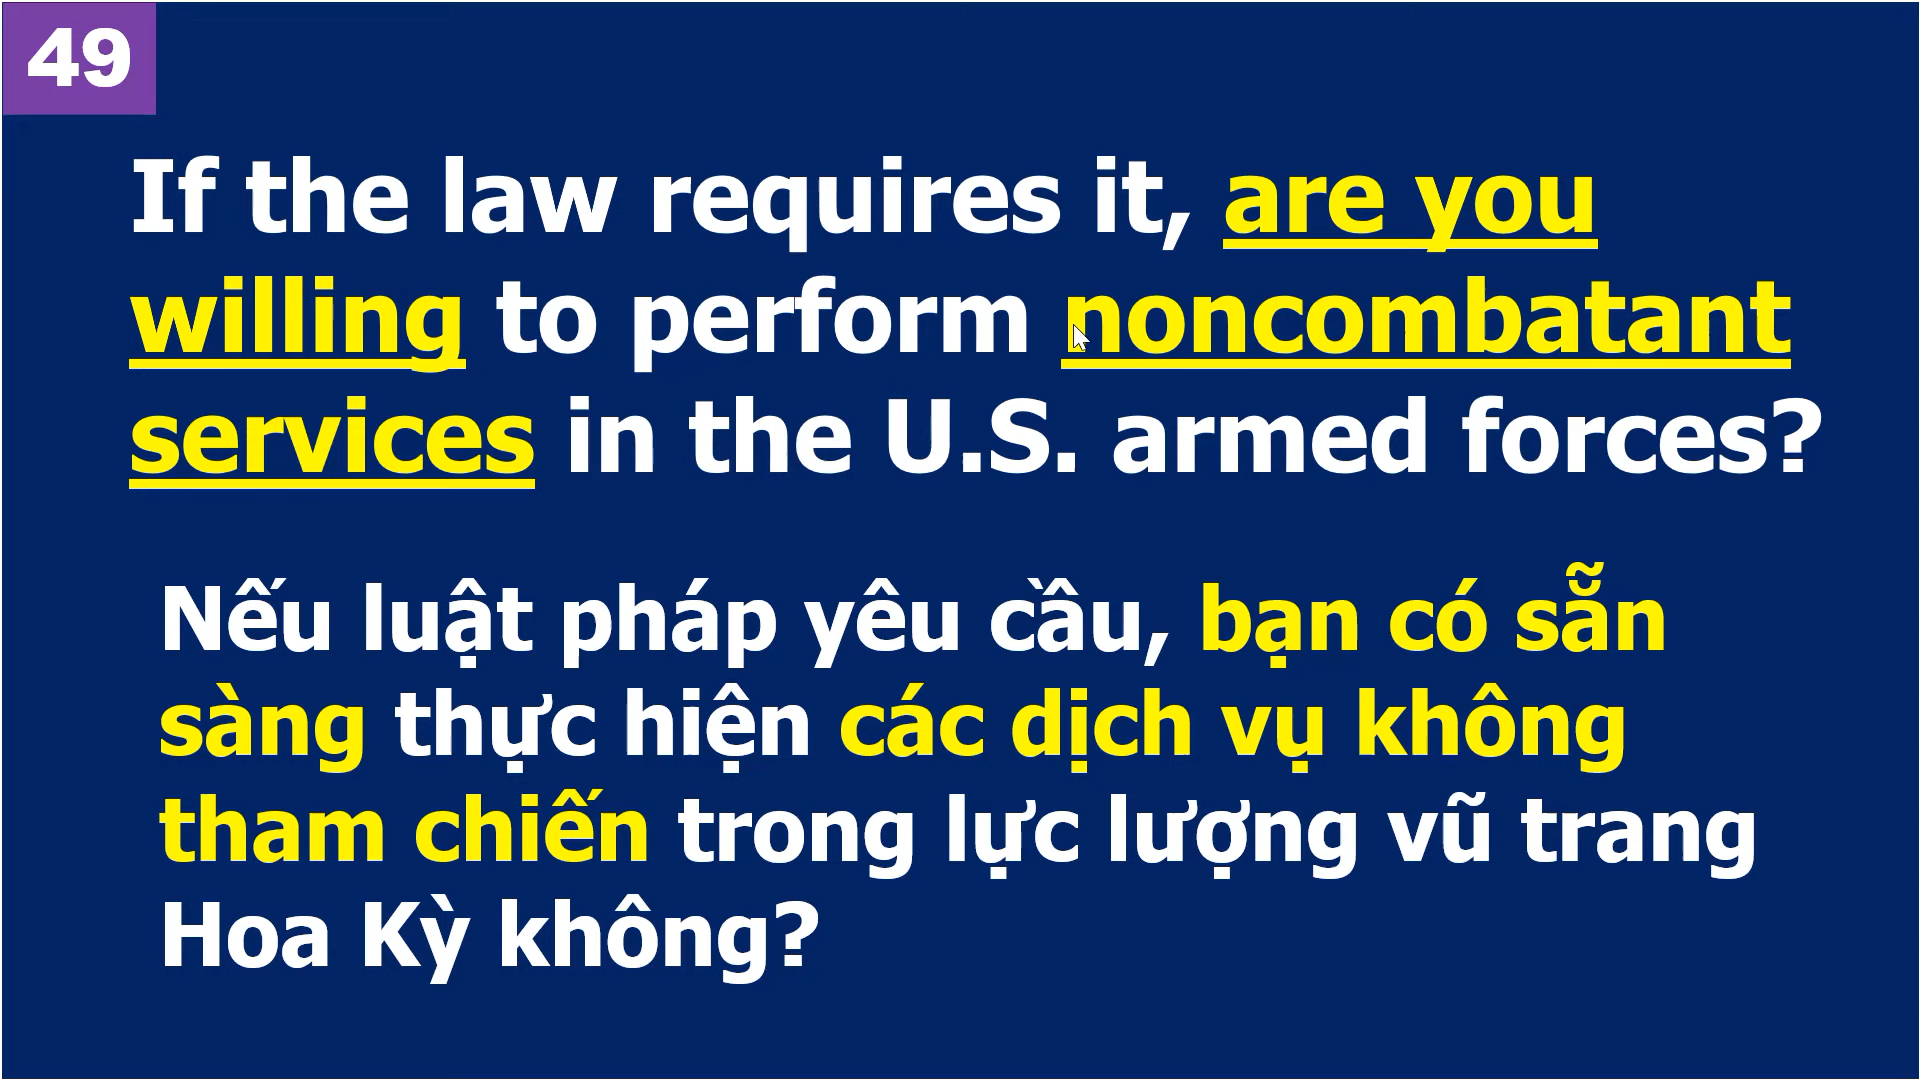 49
If the law requires it, are you
willing to perform noncombatant
services in the U.S. armed forces?
Nếu luật pháp yêu cầu, bạn có sẵn
sàng thực hiện các dịch vụ không
tham chiến trong lực lượng vũ trang
Hoa Kỳ không?